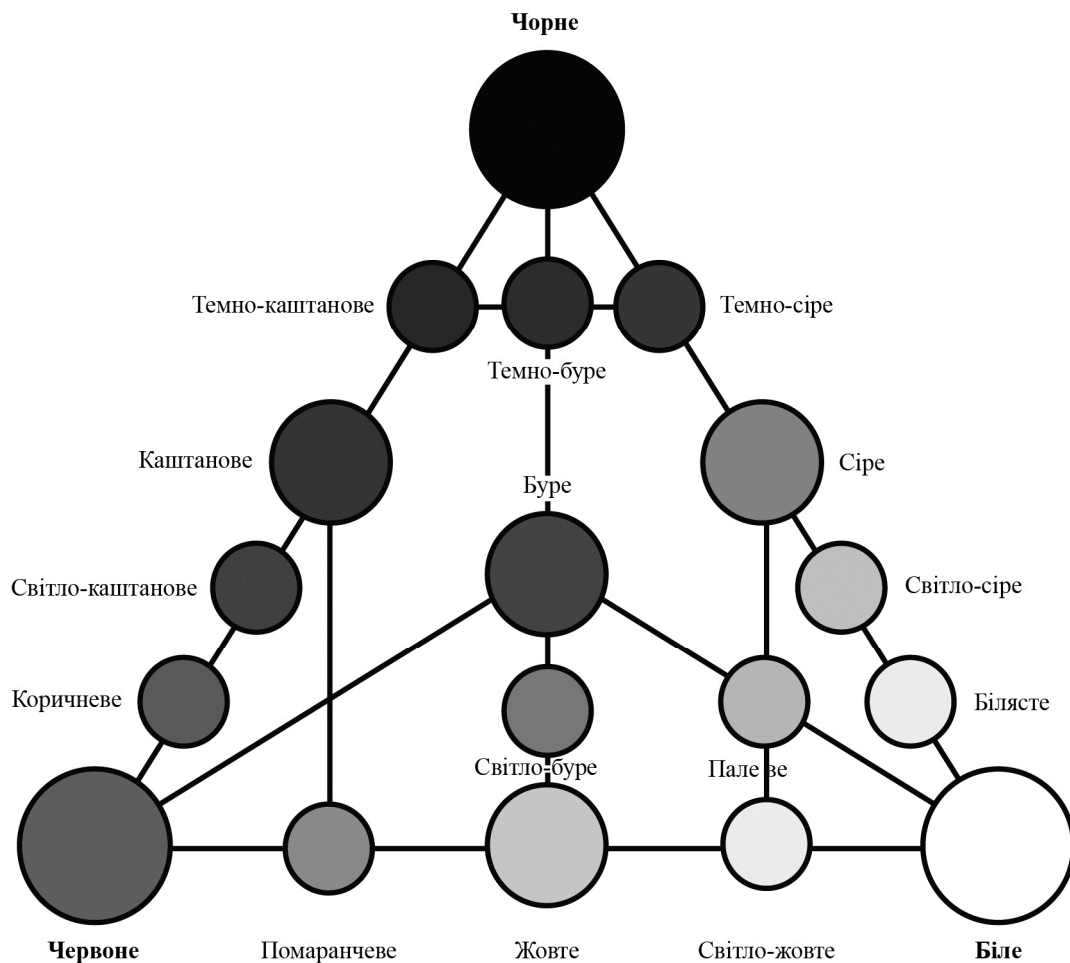 Чорне
Темно-каштанове
Темно-сіре
Темно-буре
Каштанове
Сіре
Буре
Світло-каштанове
Світло-сіре
Коричневе
Білясте
Світло-буре
Палеве
Червоне
Помаранчеве
Жовте
Світло-жовте
Біле